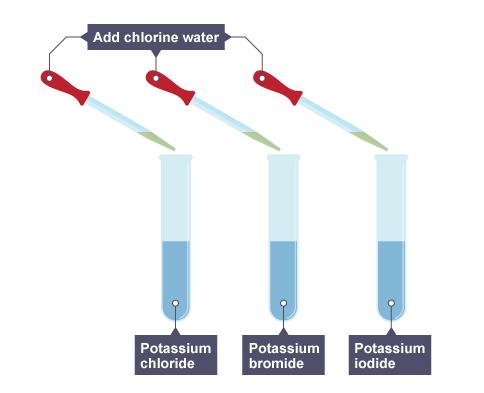 Add chlorine water
Potassium
chloride
Potassium
bromide
Potassium
iodide